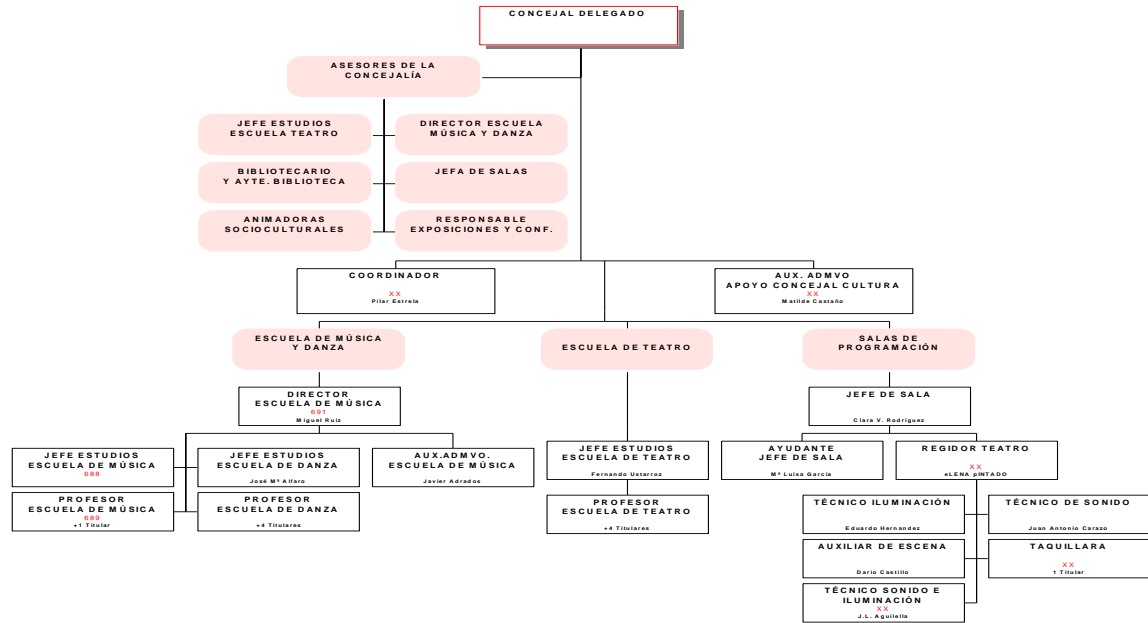 CONCEJAL DELEGADO
ASESORES DE LA
CONCEJALÍA
JEFE ESTUDIOS
ESCUELA TEATRO
DIRECTOR ESCUELA
MÚSICA Y DANZA
BIBLIOTECARIO
Y AYTE. BIBLIOTECA
JEFA DE SALAS
ANIMADORAS
SOCIOCULTURALES
RESPONSABLE
EXPOSICIONES Y CONF.
COORDINADOR
XX
Pilar Estrela
AUX. ADMVO
APOYO CONCEJAL CULTURA
XX
Matilde Castaño
ESCUELA DE MÚSICA
Y DANZA
ESCUELA DE TEATRO
SALAS DE
PROGRAMACIÓN
DIRECTOR
ESCUELA DE MÚSICA
691
Miguel Ruiz
JEFE DE SALA
Clara V. Rodríguez
JEFE ESTUDIOS
ESCUELA DE MÚSICA
688
JEFE ESTUDIOS
ESCUELA DE DANZA
José Mª Alfaro
AUX.ADMVO.
ESCUELA DE MÚSICA
Javier Adrados
JEFE ESTUDIOS
ESCUELA DE TEATRO
Fernando Ustarroz
AYUDANTE
JEFE DE SALA
Mª Luisa García
REGIDOR TEATRO
XX
eLENA pINTADO
PROFESOR
ESCUELA DE MÚSICA
689
+1 Titular
PROFESOR
ESCUELA DE DANZA
+4 Titulares
PROFESOR
ESCUELA DE TEATRO
+4 Titulares
TÉCNICO ILUMINACIÓN
Eduardo Hernandez
TÉCNICO DE SONIDO
Juan Antonio Carazo
AUXILIAR DE ESCENA
Dario Castillo
TAQUILLARA
XX
1 Titular
TÉCNICO SONIDO E
ILUMINACIÓN
XX
J.L. Aguilella